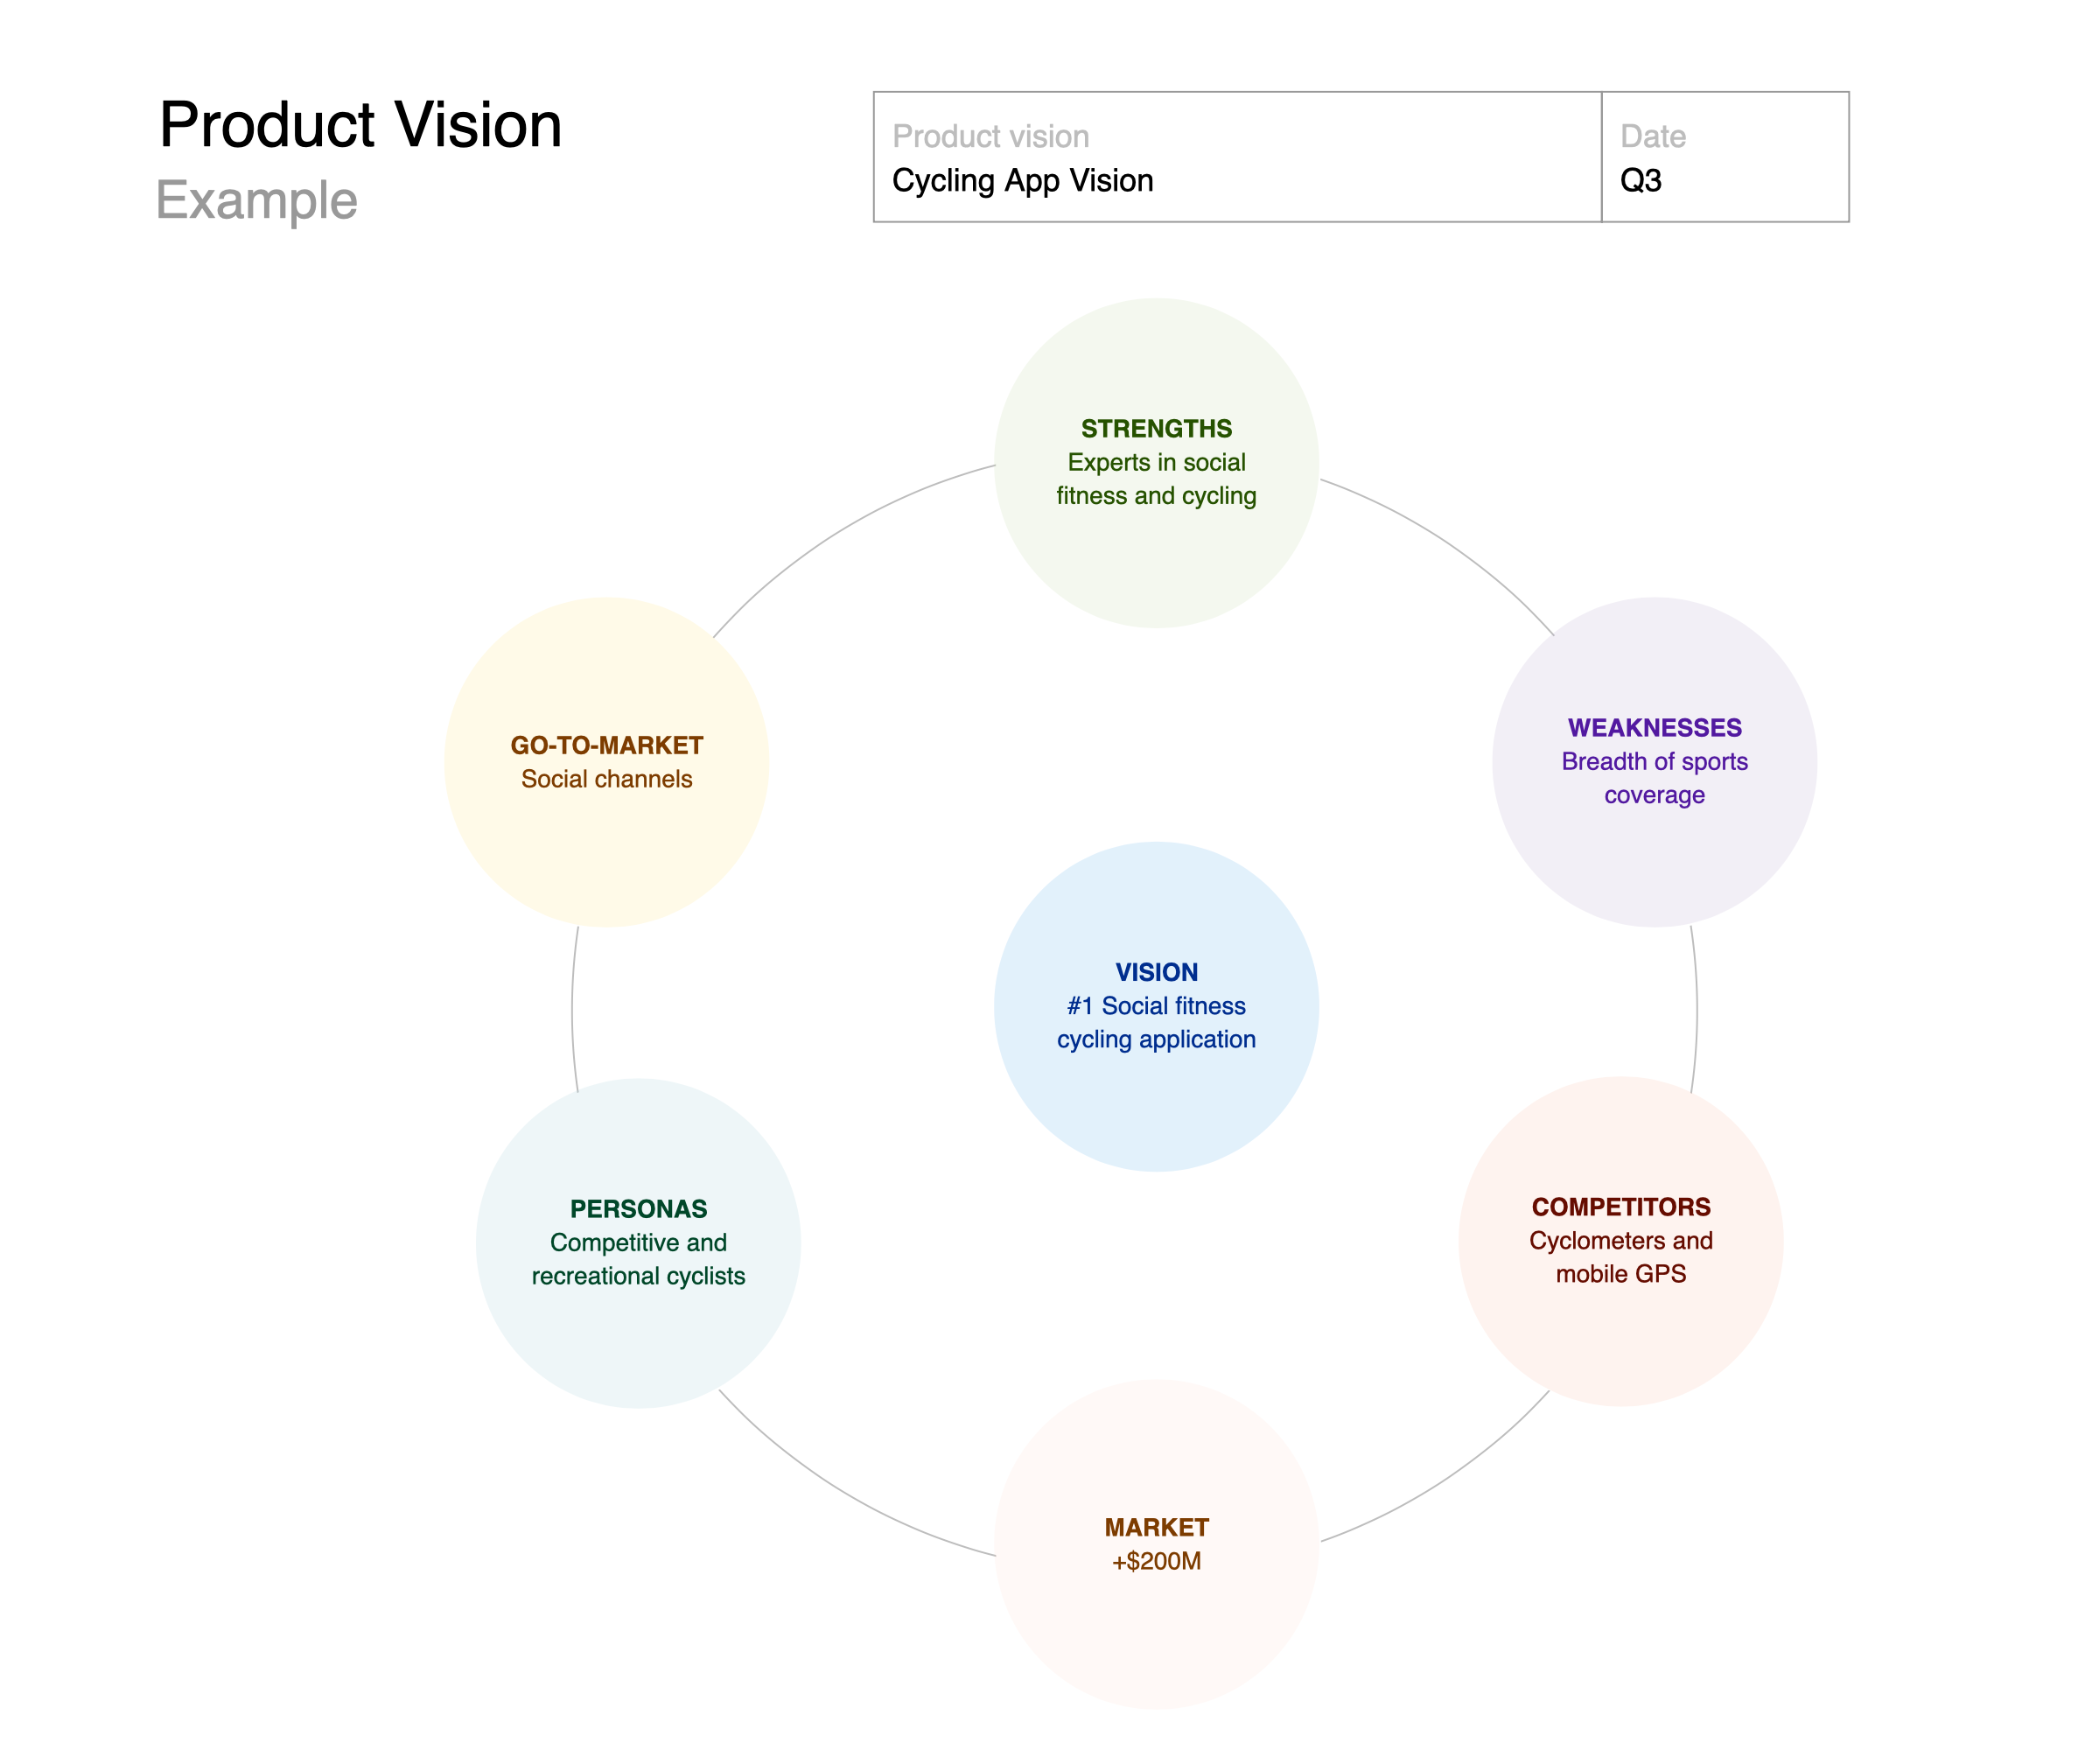 Product Vision
Example
Product vision
Cycling App Vision
Date
Q3
STRENGTHS
Experts in social
fitness and cycling
GO-TO-MARKET
Social channels
WEAKNESSES
Breadth of sports
coverage
VISION
#1 Social fitness
cycling application
PERSONAS
Competitive and
recreational cyclists
COMPETITORS
Cyclometers and
mobile GPS
MARKET
+$200M